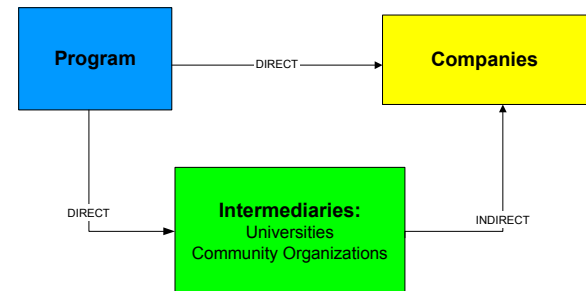 Program
DIRECT
Companies
DIRECT
Intermediaries:
Universities
Community Organizations
INDIRECT